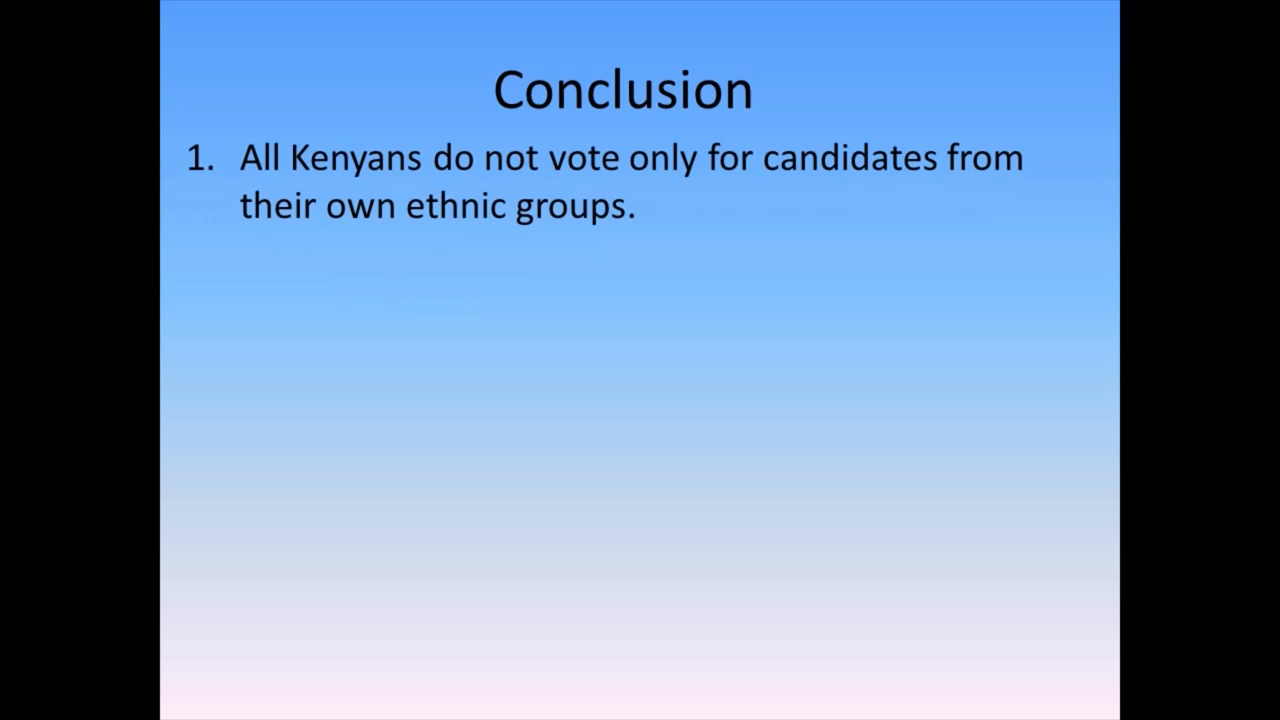 Conclusion
1. All Kenyans do not vote only for candidates from
their own ethnic groups.